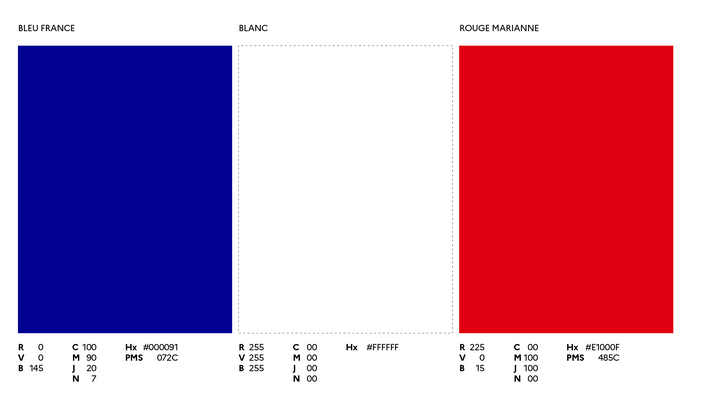 BLEU FRANCE
BLANC
ROUGE MARIANNE
R 0 C 100 Hx #000091
V 0 M 90 PMS 072C
B 145 J 20
N 7
R 255 C 00 Hx #FFFFFF
V 255 M 00
B 255 J 00
N 00
R 225 C 00 Hx #E1000F
V 0 M 100 PMS 485C
B 15 J 100
N 00